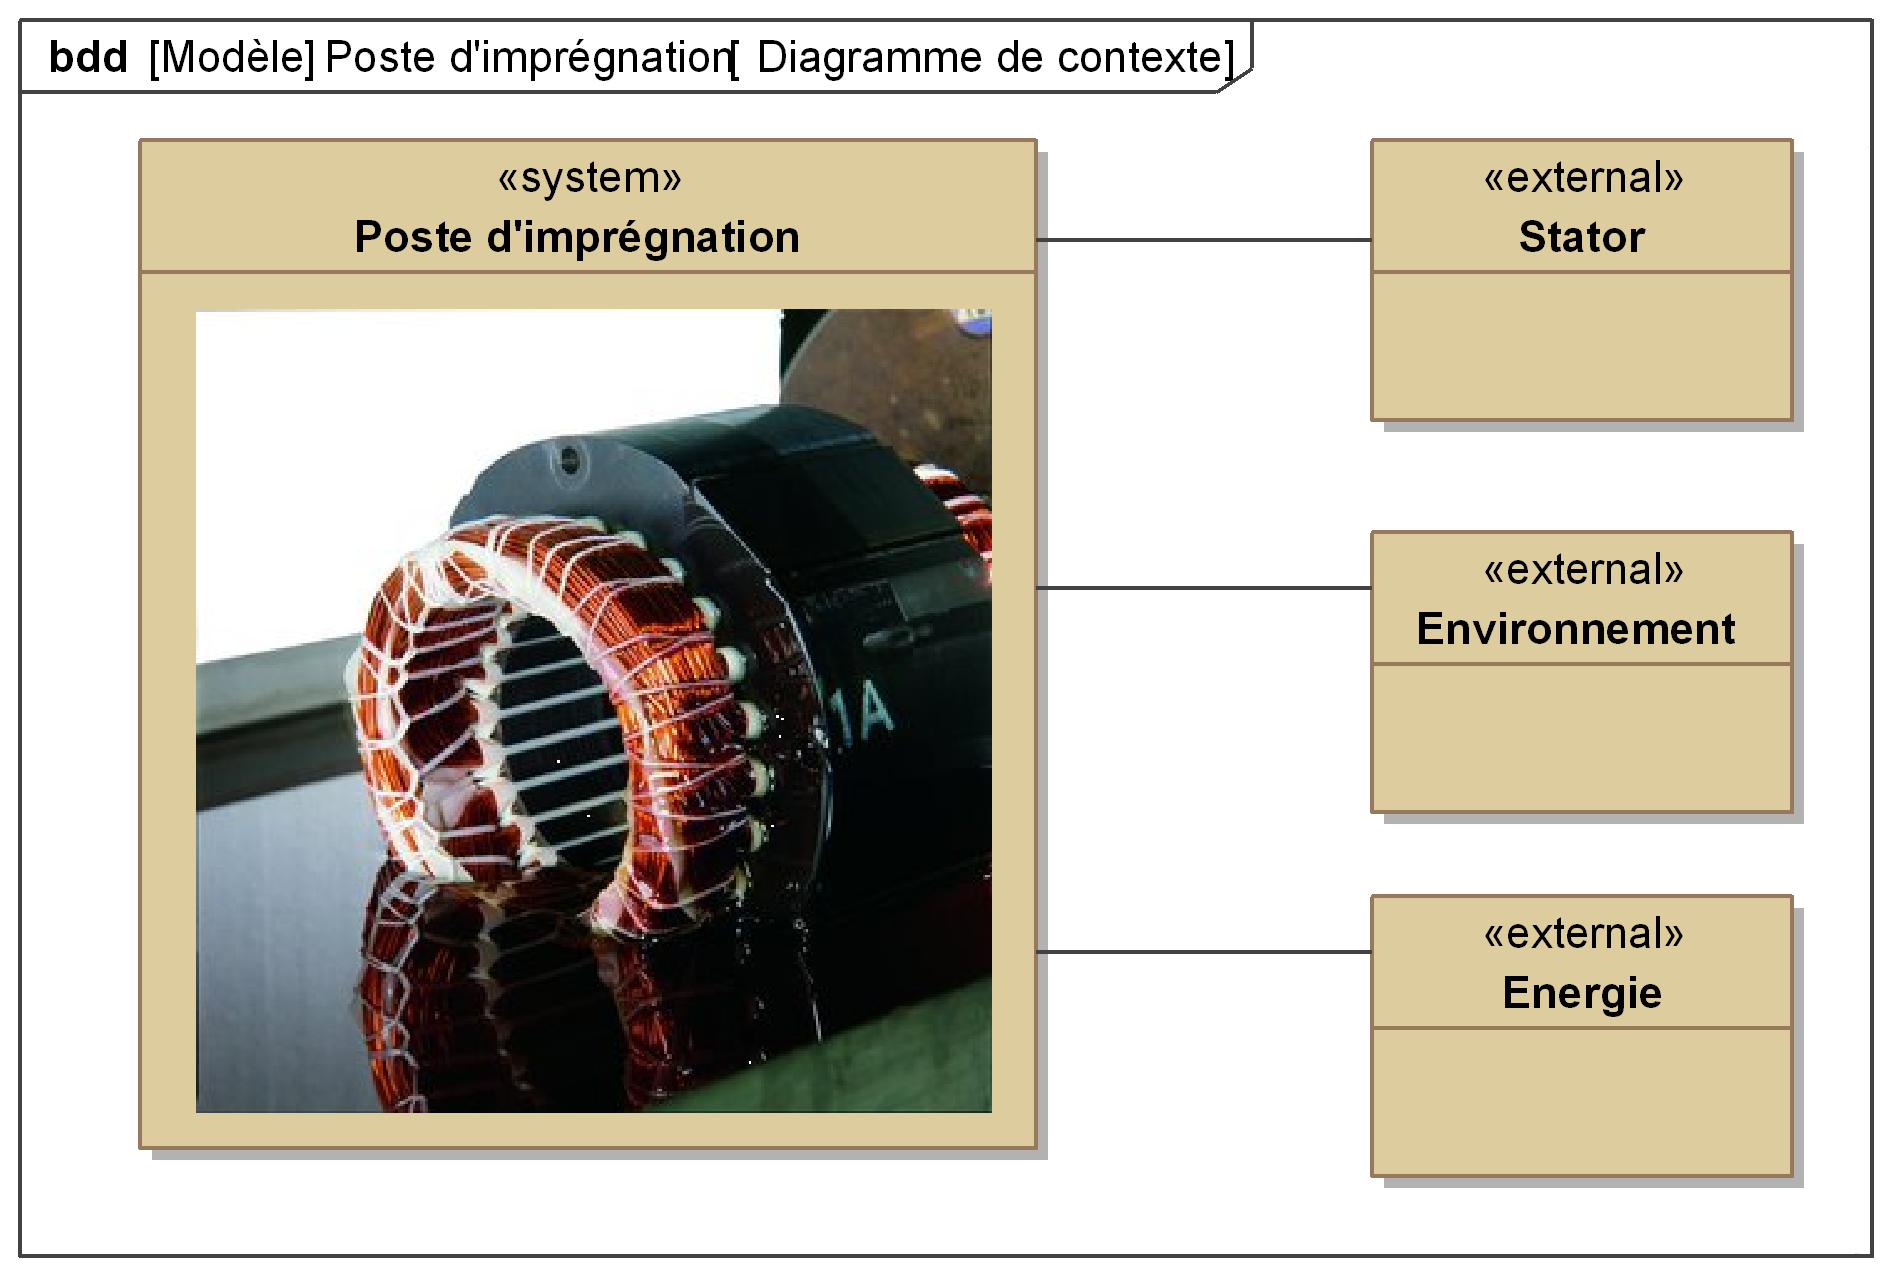 bdd [Modèle] Poste d'imprégnation[ Diagramme de contexte]
«system»
Poste d'imprégnation
1A
«external»
Stator
«external»
Environnement
«external»
Energie